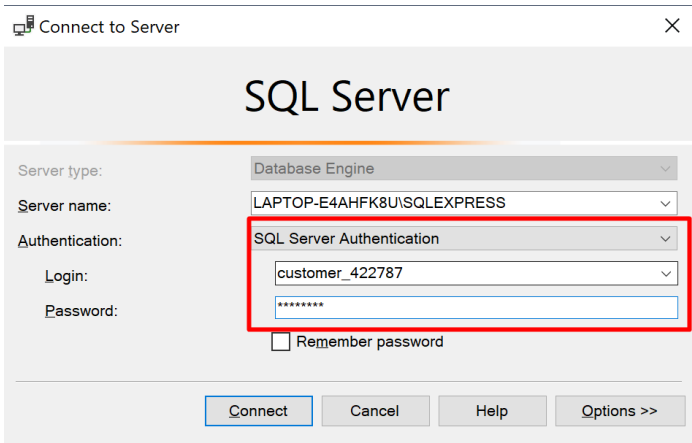 Connect to Server
SQL Server
Server type: Database Engine
Server name: LAPTOP-E4AHFK8U\SQLEXPRESS
Authentication: SQL Server Authentication
Login: customer_422787
Password: ********
Remember password
Connect Cancel Help Options >>